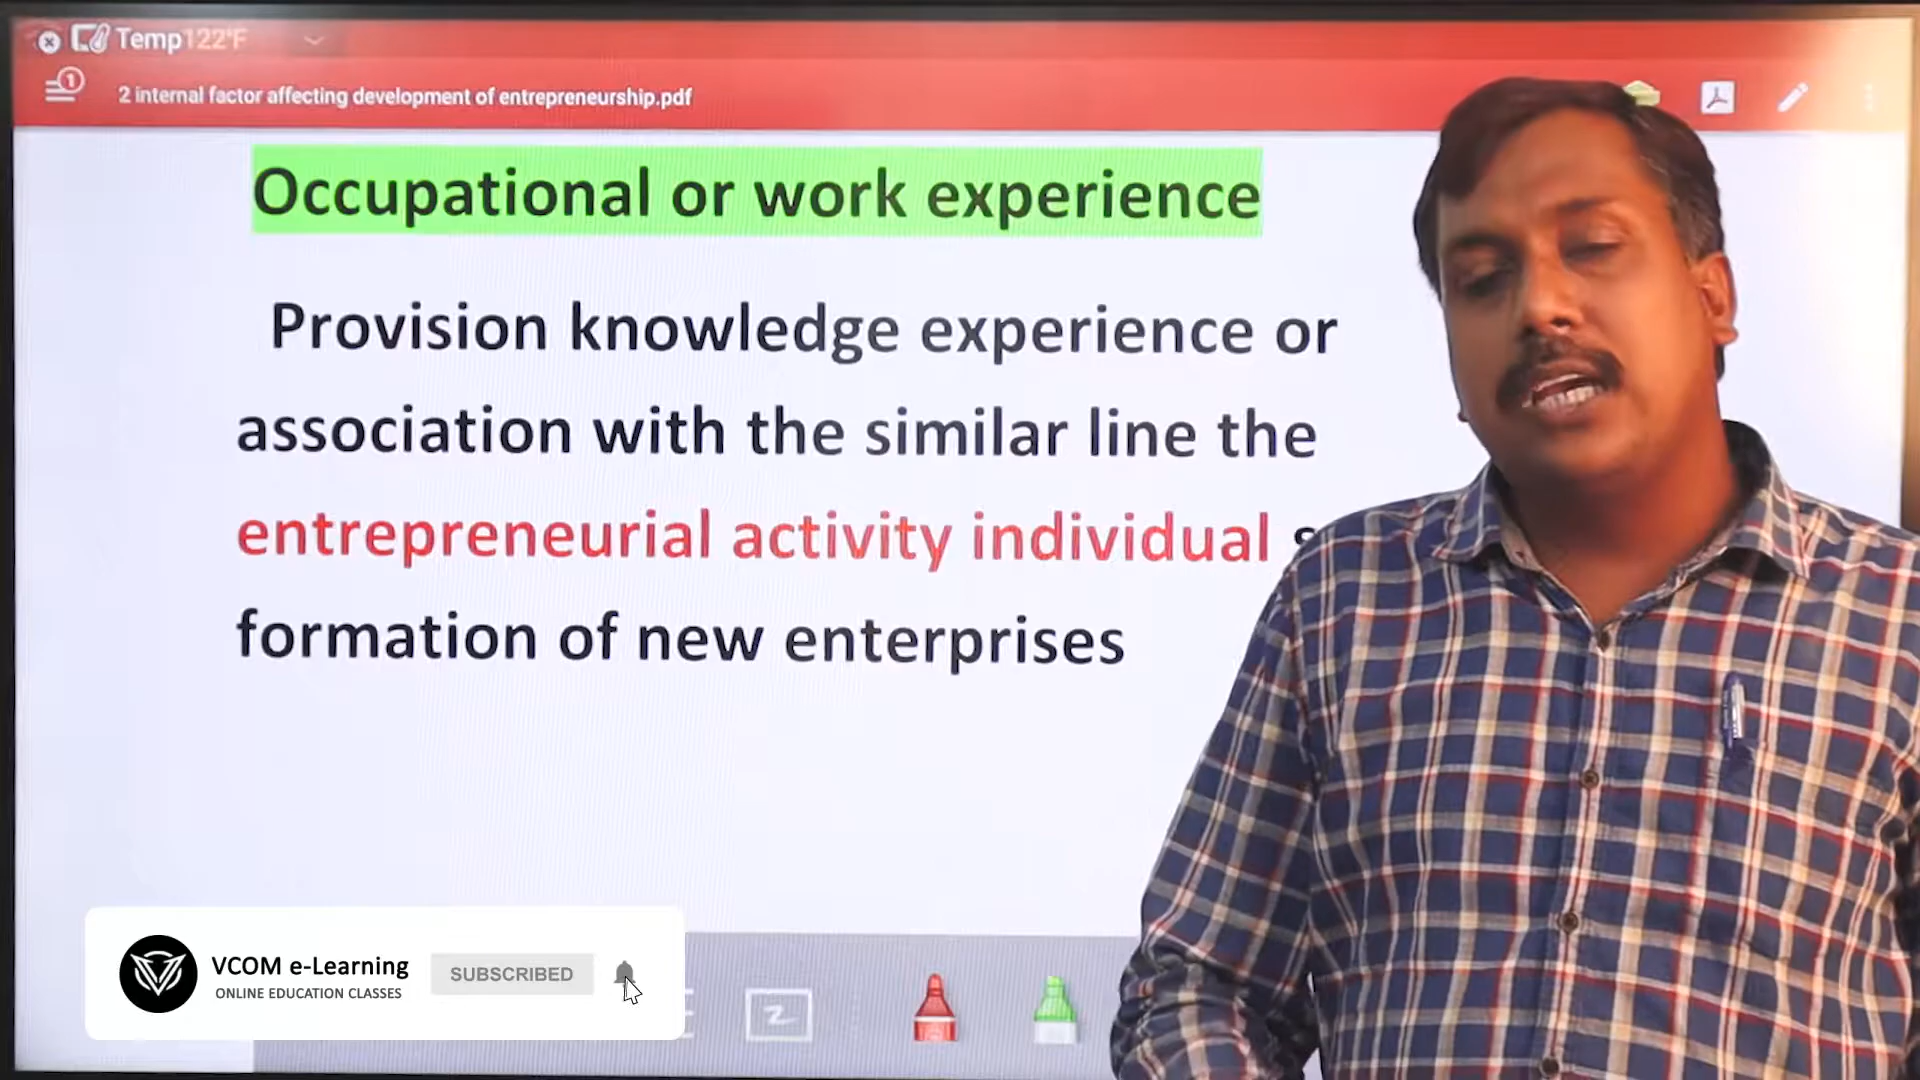 Temp122°F
1
2 internal factor affecting development of entrepreneurship.pdf
Occupational or work experience
Provision knowledge experience or
association with the similar line the
entrepreneurial activity individual
formation of new enterprises
VCOM e-Learning
ONLINE EDUCATION CLASSES
SUBSCRIBED